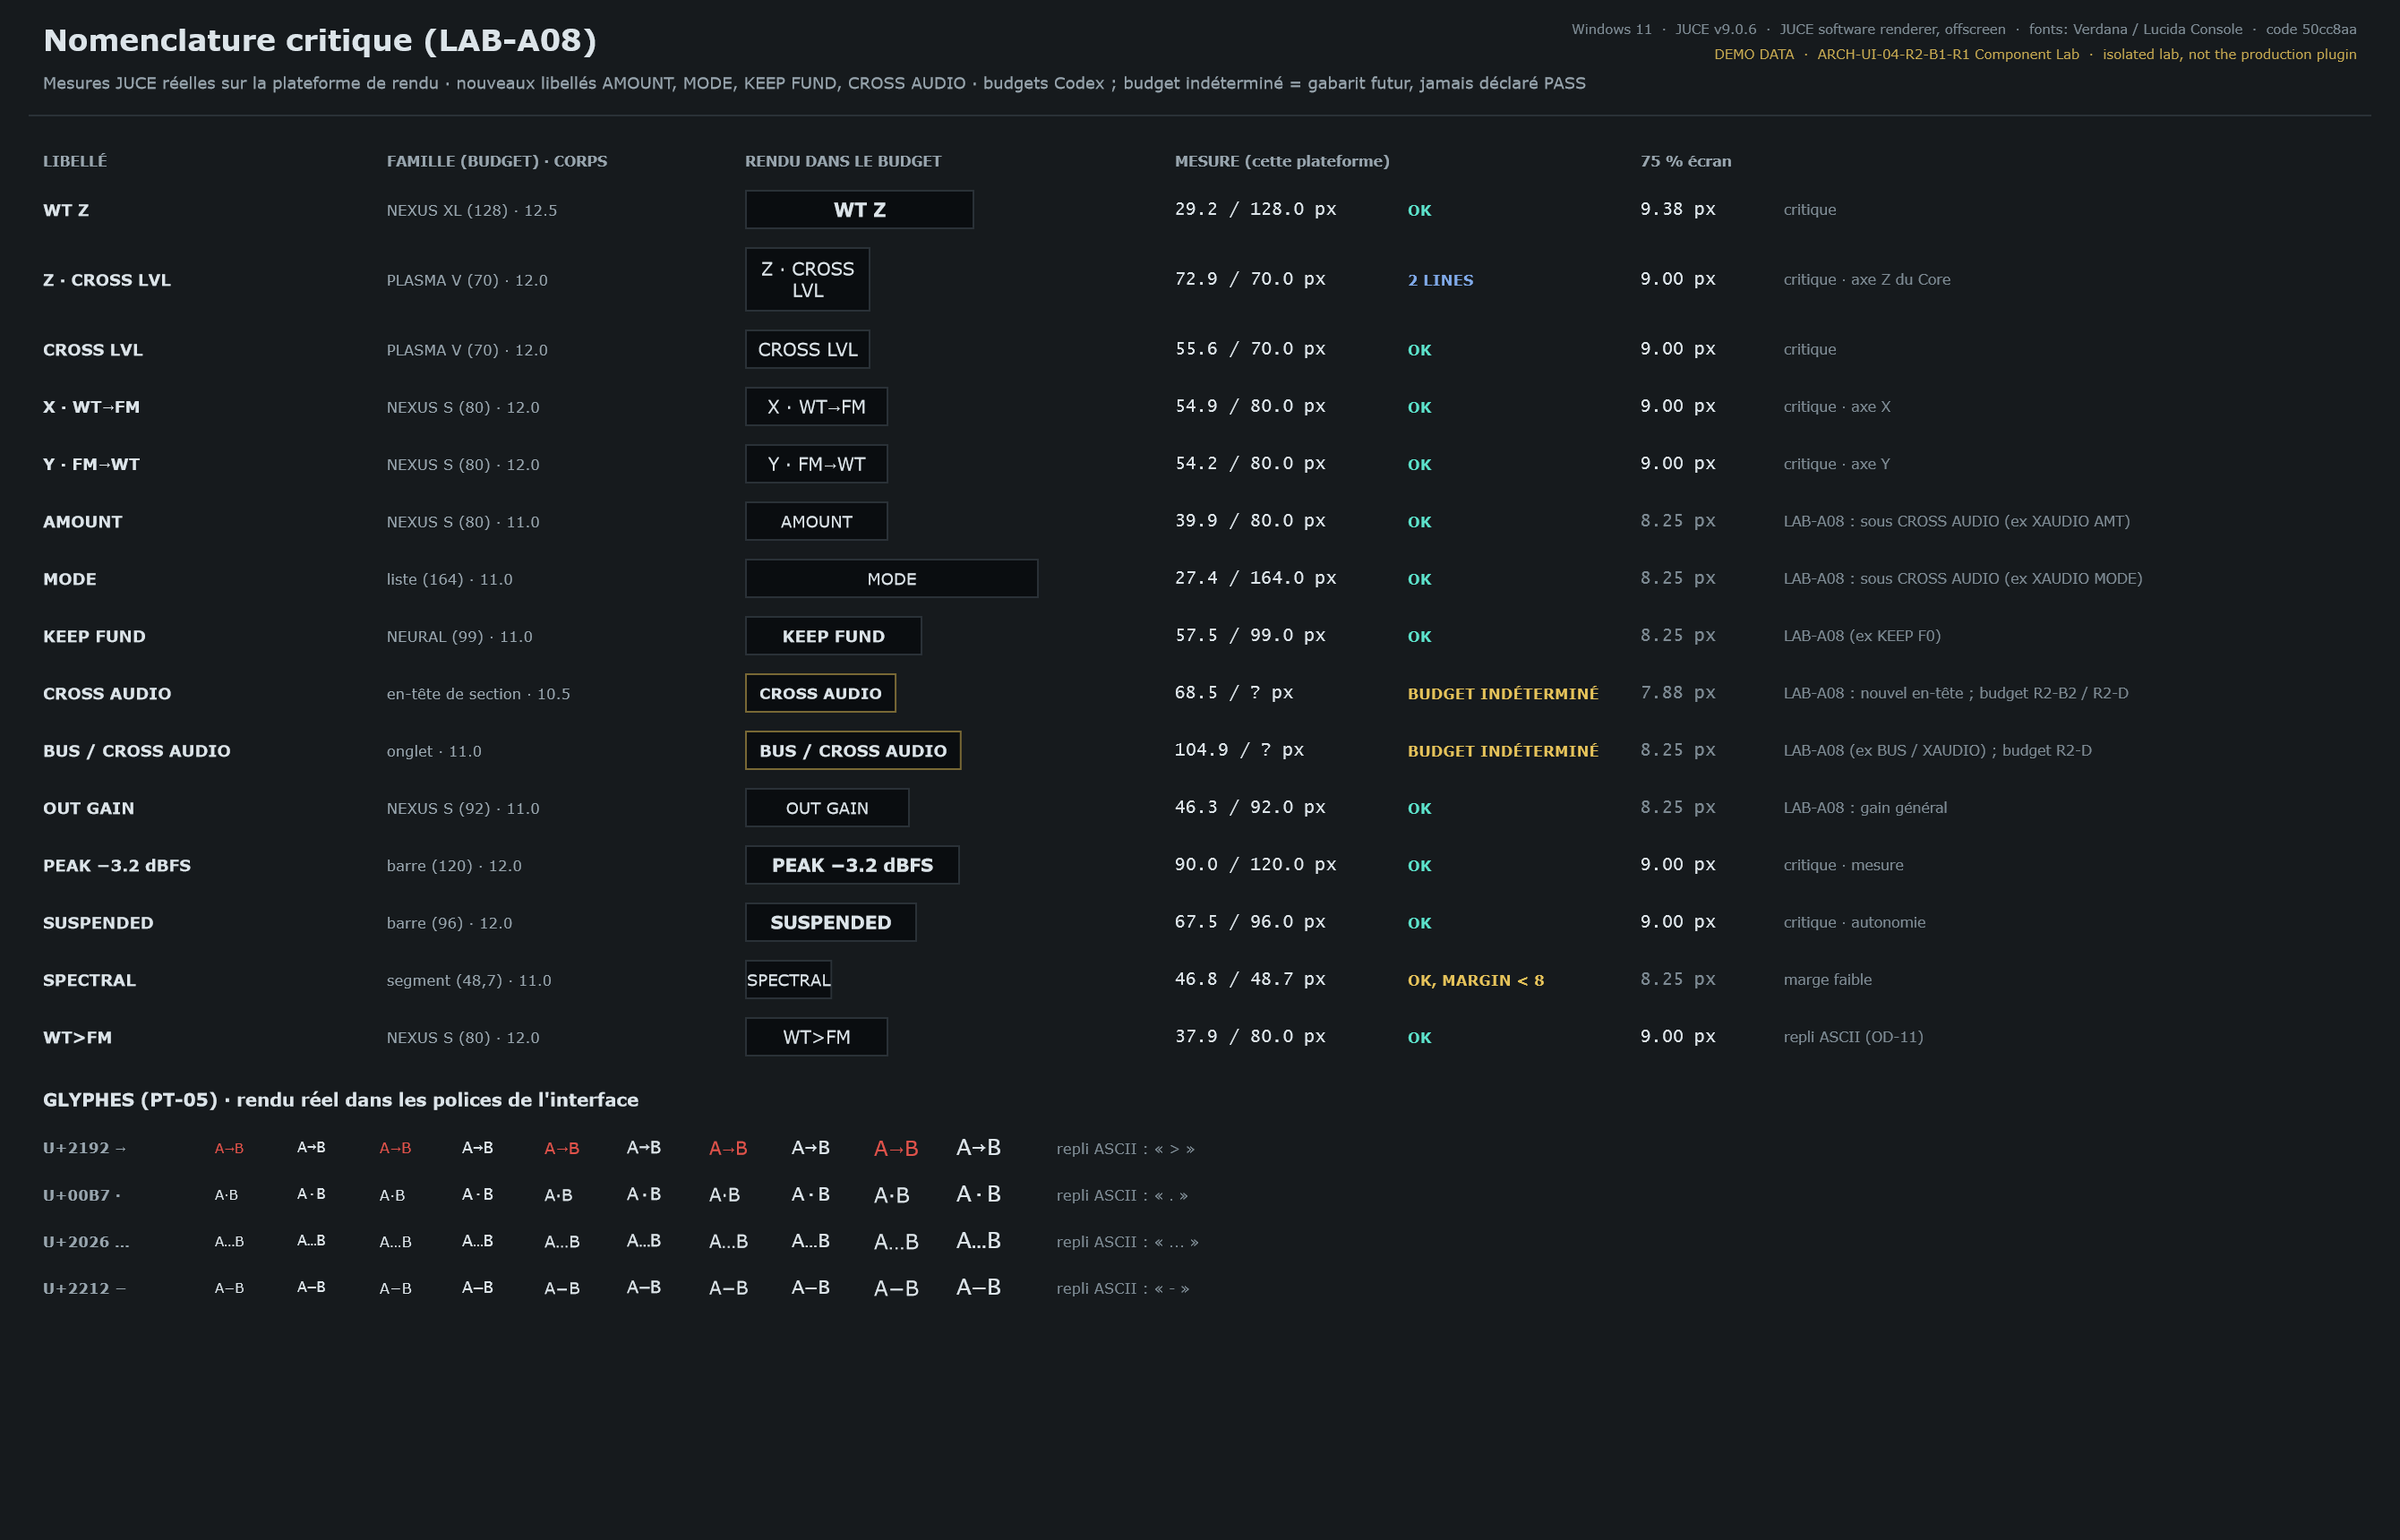 Nomenclature critique (LAB-A08)
Windows 11 · JUCE v9.0.6 · JUCE software renderer, offscreen · fonts: Verdana / Lucida Console · code 50cc8aa
DEMO DATA · ARCH-UI-04-R2-B1-R1 Component Lab · isolated lab, not the production plugin
Mesures JUCE réelles sur la plateforme de rendu · nouveaux libellés AMOUNT, MODE, KEEP FUND, CROSS AUDIO · budgets Codex ; budget indéterminé = gabarit futur, jamais déclaré PASS
LIBELLÉ FAMILLE (BUDGET) · CORPS RENDU DANS LE BUDGET MESURE (cette plateforme) 75 % écran
WT Z NEXUS XL (128) · 12.5 WT Z 29.2 / 128.0 px OK 9.38 px critique
Z · CROSS LVL PLASMA V (70) · 12.0 Z · CROSS LVL 72.9 / 70.0 px 2 LINES 9.00 px critique · axe Z du Core
CROSS LVL PLASMA V (70) · 12.0 CROSS LVL 55.6 / 70.0 px OK 9.00 px critique
X · WT→FM NEXUS S (80) · 12.0 X · WT→FM 54.9 / 80.0 px OK 9.00 px critique · axe X
Y · FM→WT NEXUS S (80) · 12.0 Y · FM→WT 54.2 / 80.0 px OK 9.00 px critique · axe Y
AMOUNT NEXUS S (80) · 11.0 AMOUNT 39.9 / 80.0 px OK 8.25 px LAB-A08 : sous CROSS AUDIO (ex XAUDIO AMT)
MODE liste (164) · 11.0 MODE 27.4 / 164.0 px OK 8.25 px LAB-A08 : sous CROSS AUDIO (ex XAUDIO MODE)
KEEP FUND NEURAL (99) · 11.0 KEEP FUND 57.5 / 99.0 px OK 8.25 px LAB-A08 (ex KEEP F0)
CROSS AUDIO en-tête de section · 10.5 CROSS AUDIO 68.5 / ? px BUDGET INDÉTERMINÉ 7.88 px LAB-A08 : nouvel en-tête ; budget R2-B2 / R2-D
BUS / CROSS AUDIO onglet · 11.0 BUS / CROSS AUDIO 104.9 / ? px BUDGET INDÉTERMINÉ 8.25 px LAB-A08 (ex BUS / XAUDIO) ; budget R2-D
OUT GAIN NEXUS S (92) · 11.0 OUT GAIN 46.3 / 92.0 px OK 8.25 px LAB-A08 : gain général
PEAK −3.2 dBFS barre (120) · 12.0 PEAK −3.2 dBFS 90.0 / 120.0 px OK 9.00 px critique · mesure
SUSPENDED barre (96) · 12.0 SUSPENDED 67.5 / 96.0 px OK 9.00 px critique · autonomie
SPECTRAL segment (48,7) · 11.0 SPECTRAL 46.8 / 48.7 px OK, MARGIN < 8 8.25 px marge faible
WT>FM NEXUS S (80) · 12.0 WT>FM 37.9 / 80.0 px OK 9.00 px repli ASCII (OD-11)
GLYPHES (PT-05) · rendu réel dans les polices de l'interface
U+2192 → A→B A→B A→B A→B A→B A→B A→B A→B A→B A→B repli ASCII : « > »
U+00B7 · A·B A·B A·B A·B A·B A·B A·B A·B A·B A·B repli ASCII : « . »
U+2026 … A…B A…B A…B A…B A…B A…B A…B A…B A…B A…B repli ASCII : « ... »
U+2212 − A−B A−B A−B A−B A−B A−B A−B A−B A−B A−B repli ASCII : « - »